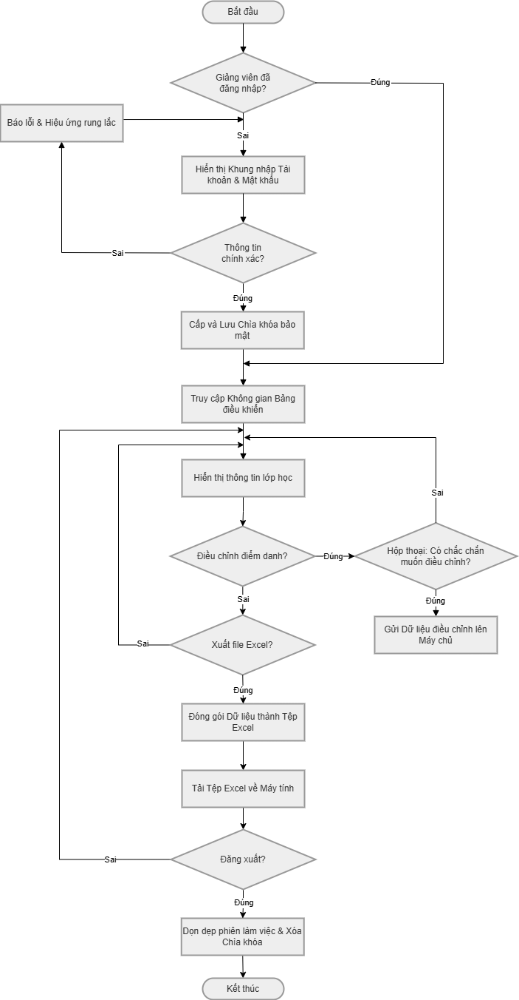 Bắt đầu
Giảng viên đã
đăng nhập?
Đúng
Báo lỗi & Hiệu ứng rung lắc
Sai
Hiển thị Khung nhập Tài
khoản & Mật khẩu
Thông tin
chính xác?
Sai
Đúng
Cấp và Lưu Chìa khóa bảo
mật
Truy cập Không gian Bảng
điều khiển
Hiển thị thông tin lớp học
Sai
Điều chỉnh điểm danh?
Đúng
Hộp thoại: Có chắc chắn
muốn điều chỉnh?
Sai
Đúng
Xuất file Excel?
Sai
Gửi Dữ liệu điều chỉnh lên
Máy chủ
Đúng
Đóng gói Dữ liệu thành Tệp
Excel
Tải Tệp Excel về Máy tính
Đăng xuất?
Sai
Đúng
Dọn dẹp phiên làm việc & Xóa
Chìa khóa
Kết thúc